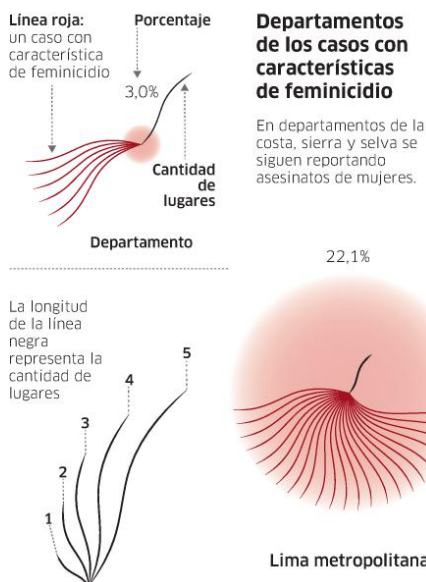 Línea roja:
un caso con
característica
de feminicidio
Porcentaje
3,0%
Cantidad
de
lugares
Departamento
La longitud
de la línea
negra
representa la
cantidad de
lugares
1
2
3
4
5
Departamentos
de los casos con
características
de feminicidio
En departamentos de la
costa, sierra y selva se
siguen reportando
asesinatos de mujeres.
22,1%
Lima metropolitana